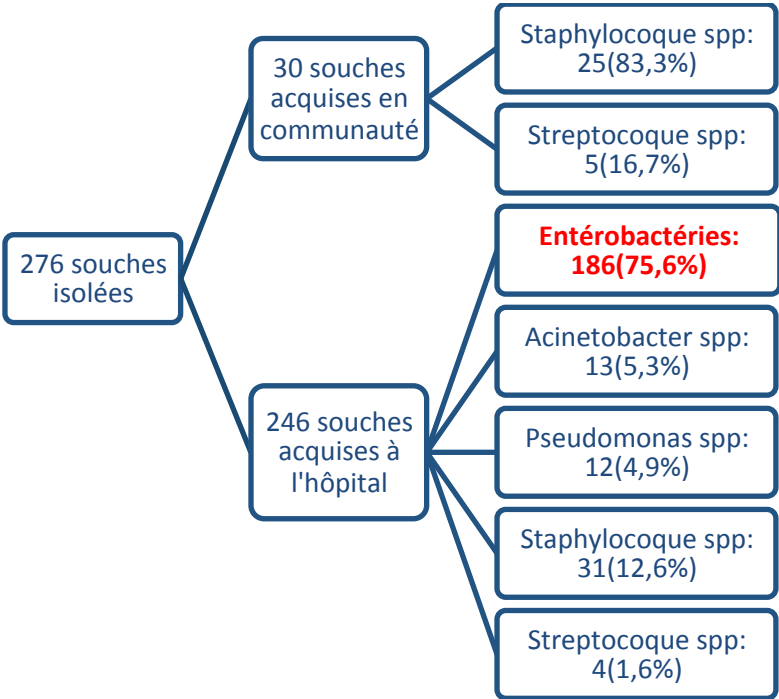 276 souches
isolées
30 souches
acquises en
communauté
Staphylocoque spp:
25(83,3%)
Streptocoque spp:
5(16,7%)
246 souches
acquises à
l'hôpital
Entérobactéries:
186(75,6%)
Acinetobacter spp:
13(5,3%)
Pseudomonas spp:
12(4,9%)
Staphylocoque spp:
31(12,6%)
Streptocoque spp:
4(1,6%)